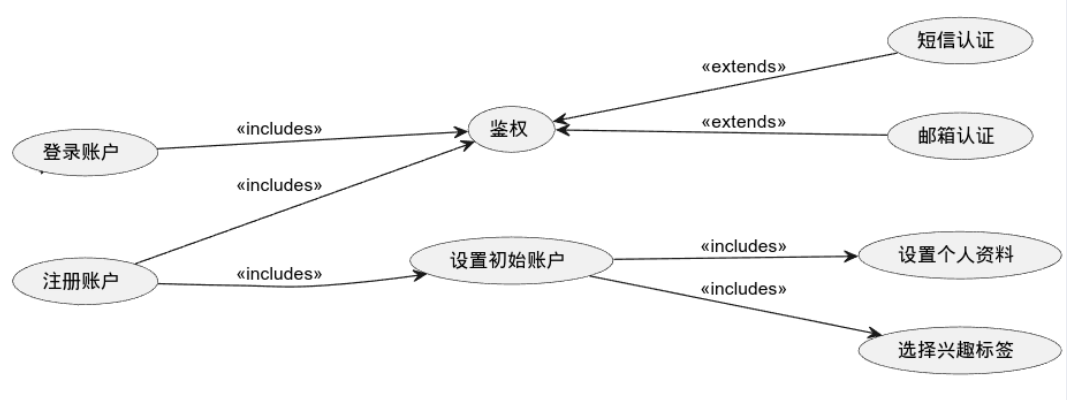 短信认证
«extends»
鉴权
«includes»
«extends»
邮箱认证
登录账户
«includes»
注册账户
«includes»
设置初始账户
«includes»
设置个人资料
«includes»
选择兴趣标签